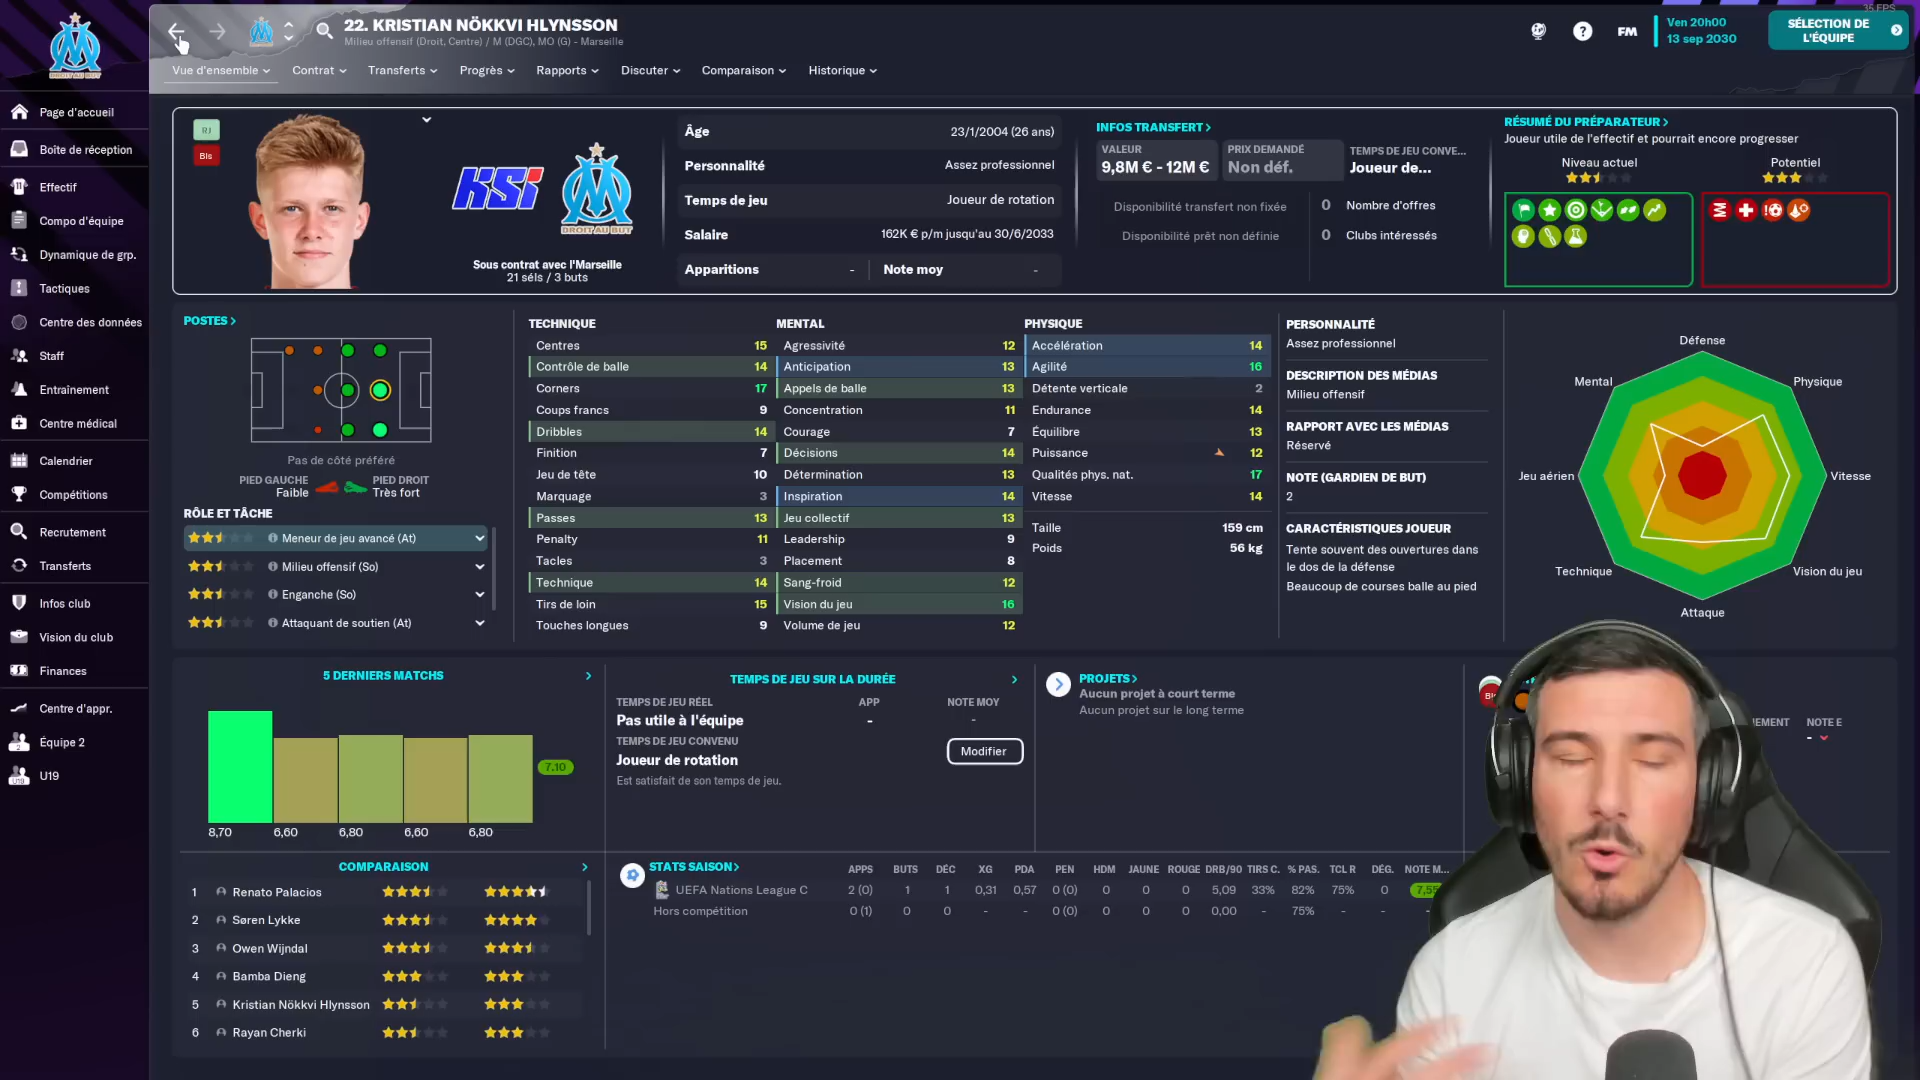 35 FPS
DROIT AU BUT
22. KRISTIAN NÖKKVI HLYNSSON
Milieu offensif (Droit, Centre) / M (DGC), MO (G) - Marseille
FM
Ven 20h00
13 sep 2030
SÉLECTION DE L'ÉQUIPE
Vue d'ensemble
Contrat
Transferts
Progrès
Rapports
Discuter
Comparaison
Historique
Page d'accueil
Boîte de réception
Effectif
Compo d'équipe
Dynamique de grp.
Tactiques
Centre des données
Staff
Entraînement
Centre médical
Calendrier
Compétitions
Recrutement
Transferts
Infos club
Vision du club
Finances
Centre d'appr.
Équipe 2
U19
RJ
Bls
KSI
DROIT AU BUT
Sous contrat avec l'Marseille
21 séls / 3 buts
Âge 23/1/2004 (26 ans)
Personnalité Assez professionnel
Temps de jeu Joueur de rotation
Salaire 162K € p/m jusqu'au 30/6/2033
Apparitions - Note moy -
INFOS TRANSFERT
VALEUR
9,8M € - 12M €
PRIX DEMANDÉ
Non déf.
TEMPS DE JEU CONVE...
Joueur de...
Disponibilité transfert non fixée
Disponibilité prêt non définie
0 Nombre d'offres
0 Clubs intéressés
RÉSUMÉ DU PRÉPARATEUR
Joueur utile de l'effectif et pourrait encore progresser
Niveau actuel
Potentiel
POSTES
Pas de côté préféré
PIED GAUCHE
Faible
PIED DROIT
Très fort
RÔLE ET TÂCHE
Meneur de jeu avancé (At)
Milieu offensif (So)
Enganche (So)
Attaquant de soutien (At)
TECHNIQUE
Centres 15
Contrôle de balle 14
Corners 17
Coups francs 9
Dribbles 14
Finition 7
Jeu de tête 10
Marquage 3
Passes 13
Penalty 11
Tacles 3
Technique 14
Tirs de loin 15
Touches longues 9
MENTAL
Agressivité 12
Anticipation 13
Appels de balle 13
Concentration 11
Courage 7
Décisions 14
Détermination 13
Inspiration 14
Jeu collectif 13
Leadership 9
Placement 8
Sang-froid 12
Vision du jeu 16
Volume de jeu 12
PHYSIQUE
Accélération 14
Agilité 16
Détente verticale 2
Endurance 14
Équilibre 13
Puissance 12
Qualités phys. nat. 17
Vitesse 14
Taille 159 cm
Poids 56 kg
PERSONNALITÉ
Assez professionnel
DESCRIPTION DES MÉDIAS
Milieu offensif
RAPPORT AVEC LES MÉDIAS
Réservé
NOTE (GARDIEN DE BUT)
2
CARACTÉRISTIQUES JOUEUR
Tente souvent des ouvertures dans
le dos de la défense
Beaucoup de courses balle au pied
Défense
Physique
Vitesse
Vision du jeu
Attaque
Technique
Jeu aérien
Mental
5 DERNIERS MATCHS
7.10
8,70 6,60 6,80 6,60 6,80
TEMPS DE JEU SUR LA DURÉE
TEMPS DE JEU RÉEL APP NOTE MOY
Pas utile à l'équipe - -
TEMPS DE JEU CONVENU
Joueur de rotation
Modifier
Est satisfait de son temps de jeu.
PROJETS
Aucun projet à court terme
Aucun projet sur le long terme
NOTE E
-
COMPARAISON
1 Renato Palacios
2 Søren Lykke
3 Owen Wijndal
4 Bamba Dieng
5 Kristian Nökkvi Hlynsson
6 Rayan Cherki
STATS SAISON APPS BUTS DÉC XG PDA PEN HDM JAUNE ROUGE DRB/90 TIRS C. % PAS. TCL R DÉG. NOTE M...
UEFA Nations League C 2 (0) 1 1 0,31 0,57 0 (0) 0 0 0 5,09 33% 82% 75% 0 7,55
Hors compétition 0 (1) 0 0 - - 0 (0) 0 0 0 0,00 - 75% - - -